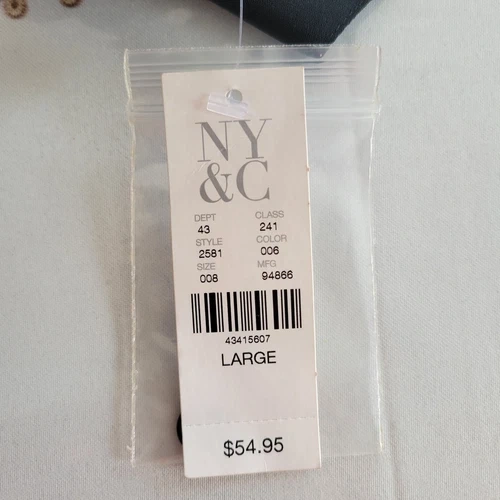 NY
&C
DEPT CLASS
43 241
STYLE COLOR
2581 006
SIZE MFG
008 94866
43415607
LARGE
$54.95